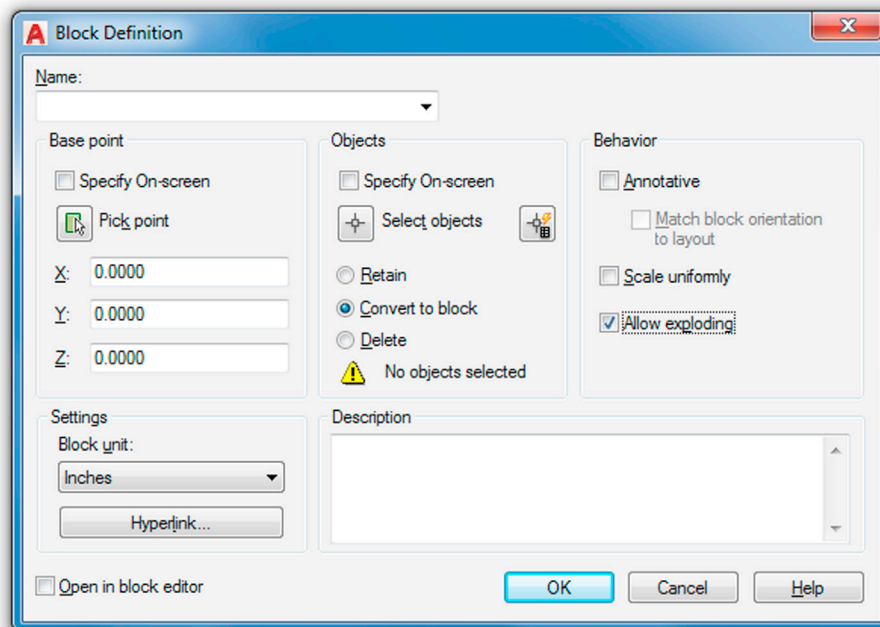 Block Definition
Name:
Base point
Specify On-screen
Pick point
X: 0.0000
Y: 0.0000
Z: 0.0000
Objects
Specify On-screen
Select objects
Retain
Convert to block
Delete
No objects selected
Behavior
Annotative
Match block orientation
to layout
Scale uniformly
Allow exploding
Settings
Block unit:
Inches
Hyperlink...
Description
Open in block editor
OK
Cancel
Help